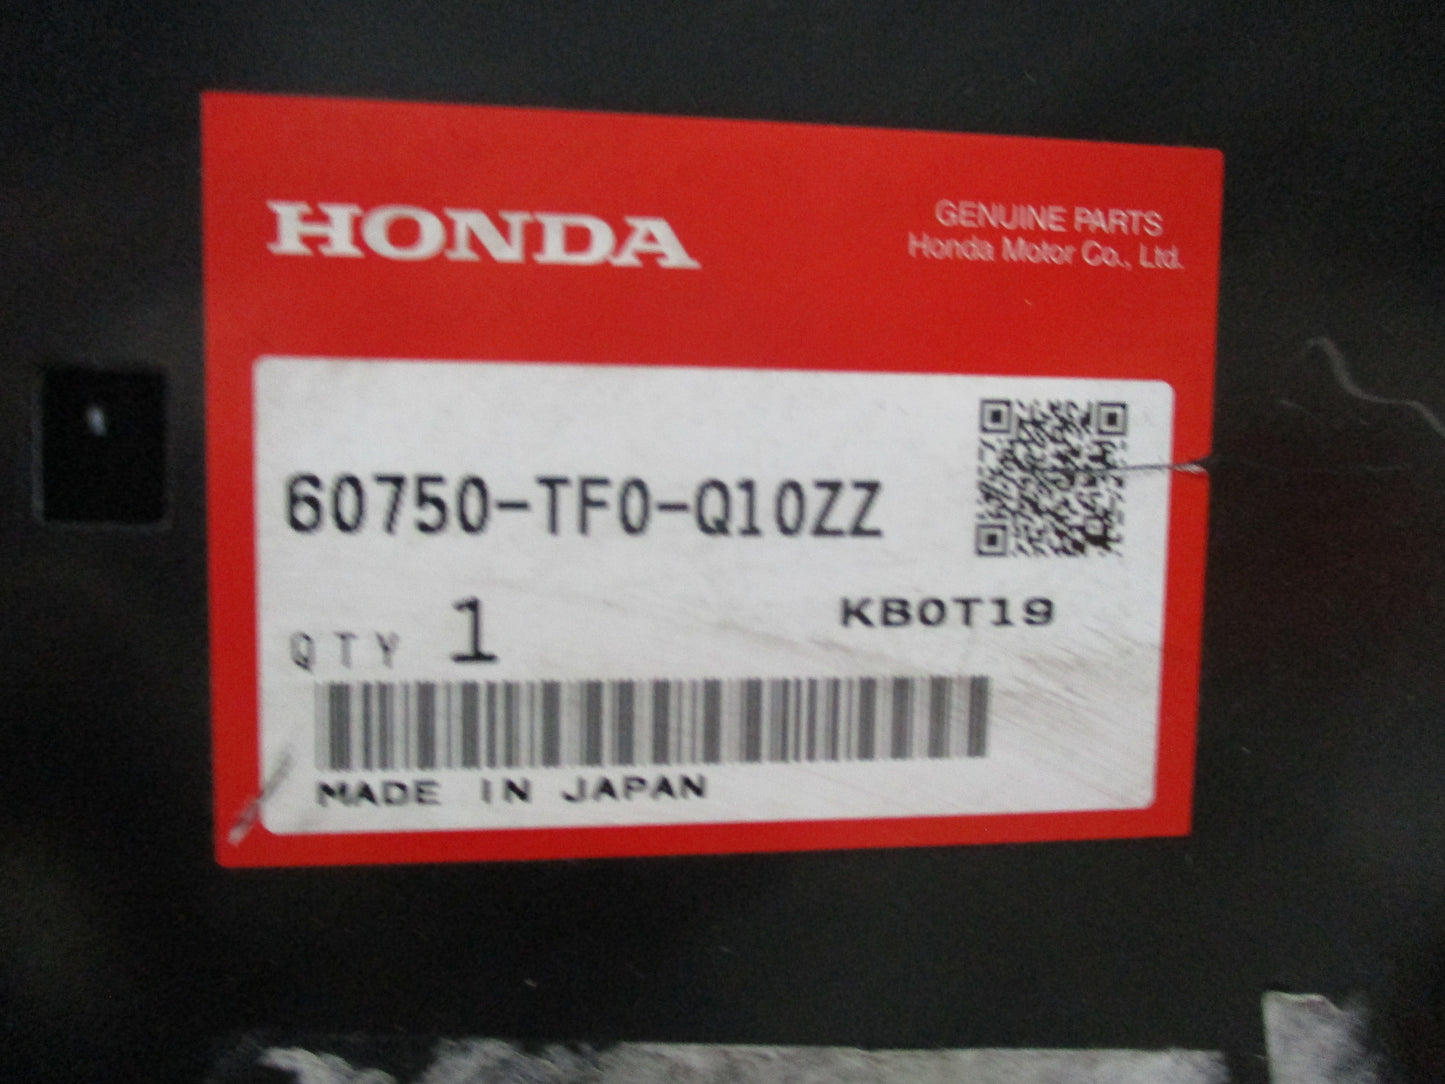 HONDA
GENUINE PARTS
Honda Motor Co., Ltd.
60750-TF0-Q10ZZ
KB0T19
QTY 1
MADE IN JAPAN